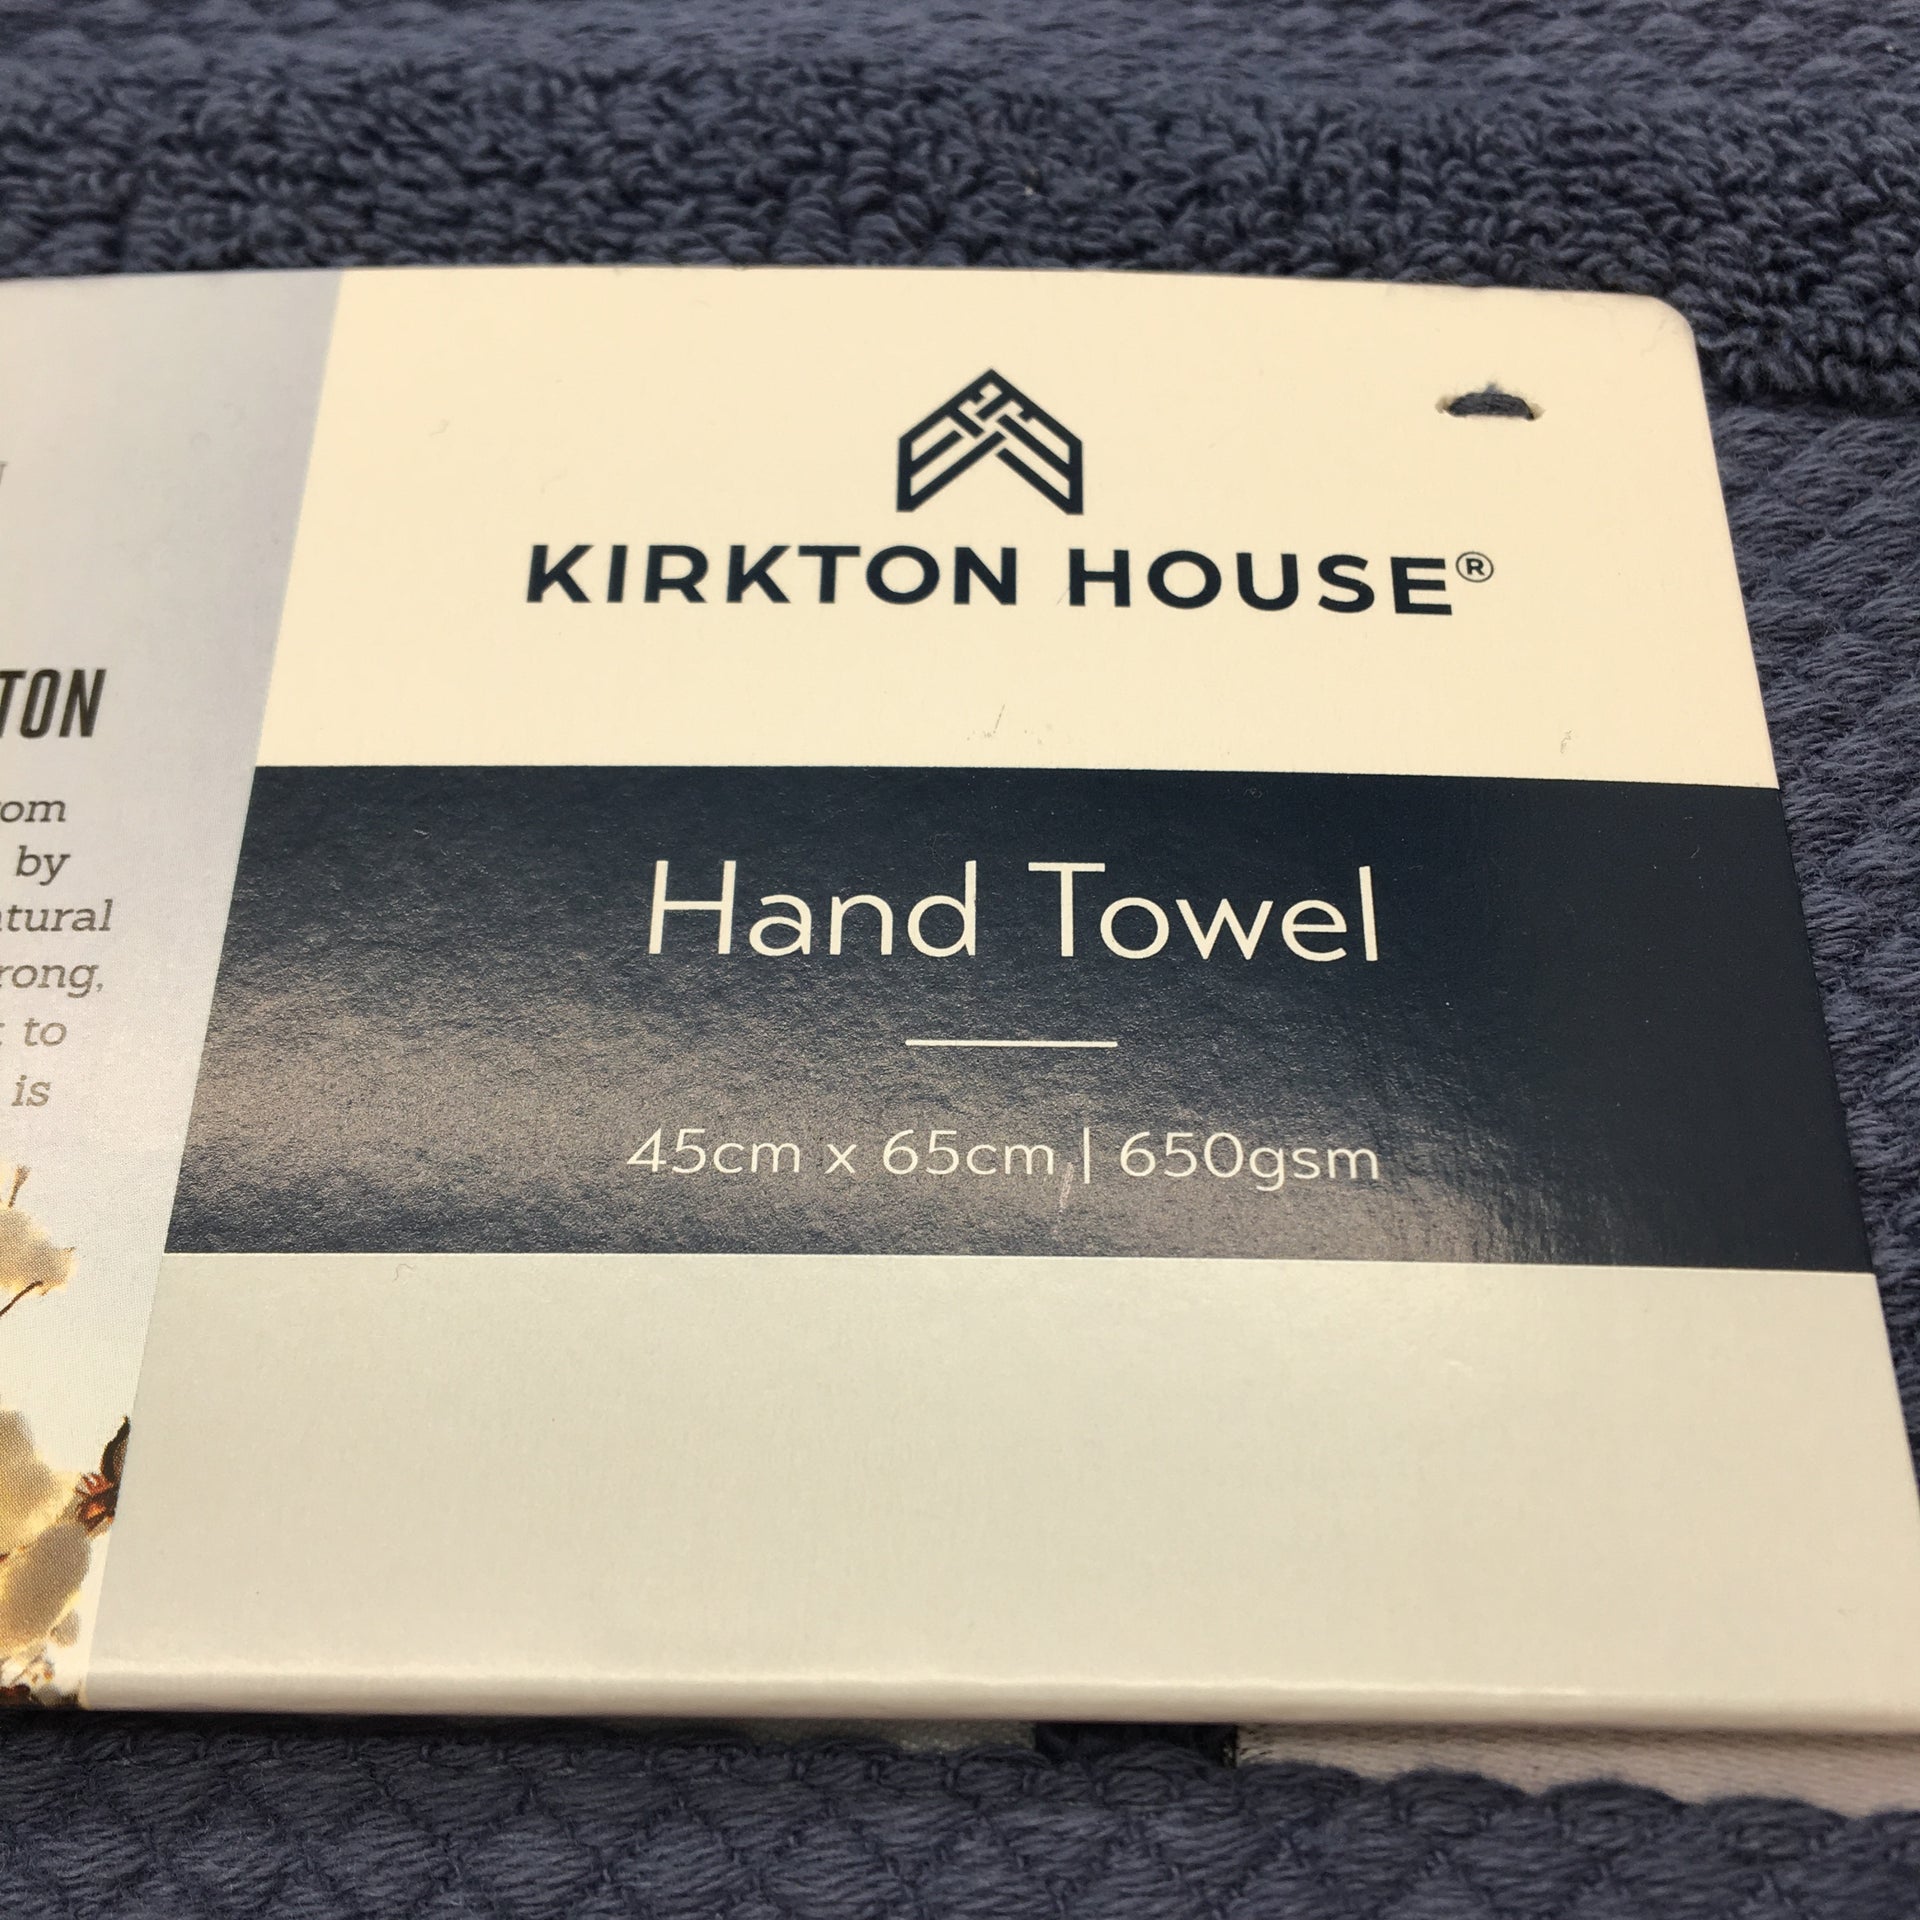 TON
om
by
tural
rong,
to
is
KIRKTON HOUSE®
Hand Towel
45cm x 65cm | 650gsm